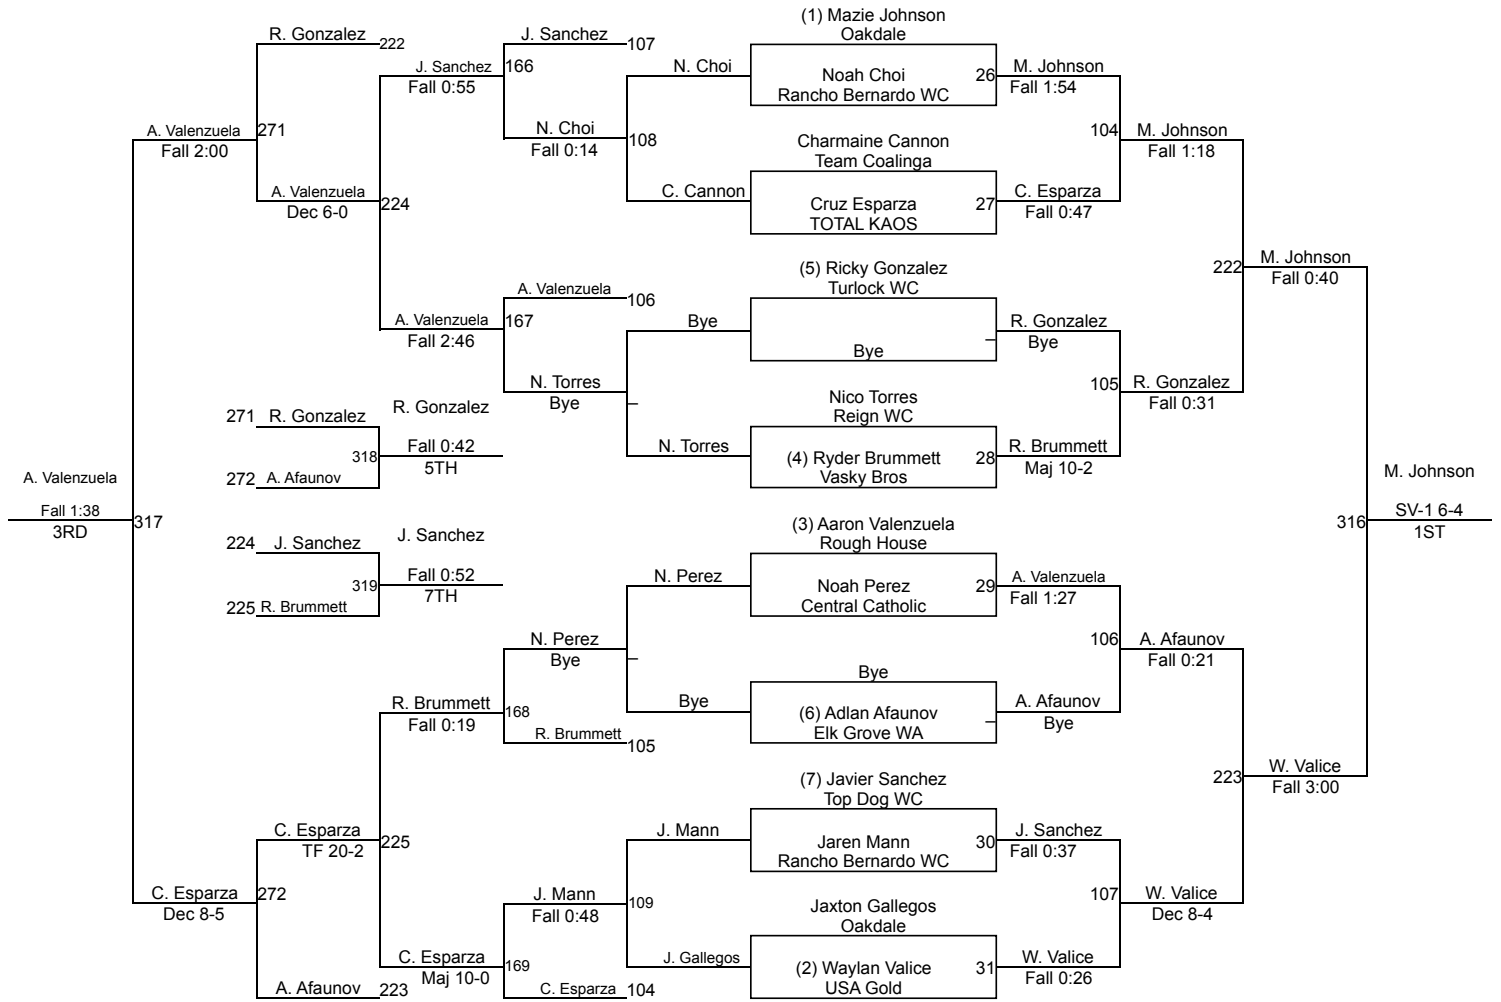 (1) Mazie Johnson
Oakdale
R. Gonzalez
222
J. Sanchez
107
J. Sanchez
166
Fall 0:55
N. Choi
Noah Choi
26
Rancho Bernardo WC
M. Johnson
Fall 1:54
A. Valenzuela
271
Fall 2:00
N. Choi
108
Fall 0:14
Charmaine Cannon
Team Coalinga
104
M. Johnson
Fall 1:18
A. Valenzuela
224
Dec 6-0
C. Cannon
Cruz Esparza
27
TOTAL KAOS
C. Esparza
Fall 0:47
(5) Ricky Gonzalez
Turlock WC
222
M. Johnson
Fall 0:40
A. Valenzuela
106
A. Valenzuela
167
Fall 2:46
Bye
Bye
–
R. Gonzalez
Bye
N. Torres
Bye
–
Nico Torres
Reign WC
105
R. Gonzalez
Fall 0:31
271
R. Gonzalez
R. Gonzalez
318
Fall 0:42
5TH
272
A. Afaunov
N. Torres
(4) Ryder Brummett
28
Vasky Bros
R. Brummett
Maj 10-2
A. Valenzuela
Fall 1:38
3RD
317
M. Johnson
316
SV-1 6-4
1ST
224
J. Sanchez
J. Sanchez
319
Fall 0:52
7TH
225
R. Brummett
(3) Aaron Valenzuela
Rough House
N. Perez
Noah Perez
29
Central Catholic
A. Valenzuela
Fall 1:27
N. Perez
Bye
–
106
A. Afaunov
Fall 0:21
Bye
R. Brummett
168
Fall 0:19
Bye
(6) Adlan Afaunov
–
Elk Grove WA
A. Afaunov
Bye
R. Brummett
105
(7) Javier Sanchez
Top Dog WC
223
W. Valice
Fall 3:00
C. Esparza
225
TF 20-2
J. Mann
Jaren Mann
30
Rancho Bernardo WC
J. Sanchez
Fall 0:37
C. Esparza
272
Dec 8-5
J. Mann
109
Fall 0:48
Jaxton Gallegos
Oakdale
107
W. Valice
Dec 8-4
C. Esparza
169
Maj 10-0
J. Gallegos
(2) Waylan Valice
31
USA Gold
W. Valice
Fall 0:26
A. Afaunov
223
C. Esparza
104